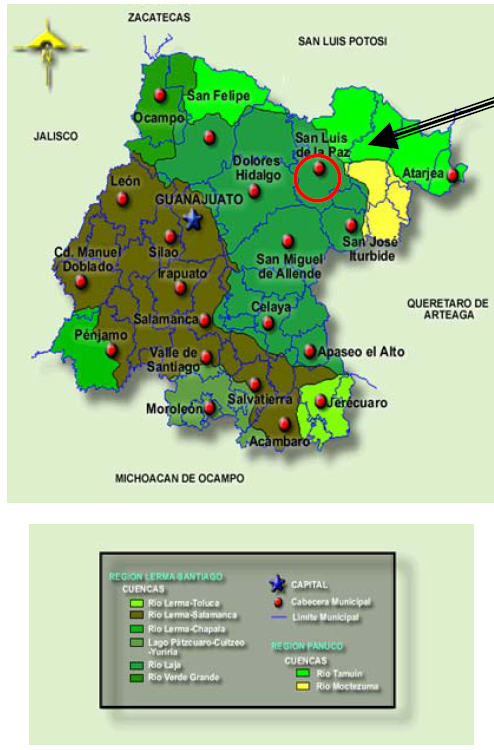 ZACATECAS
SAN LUIS POTOSI
JALISCO
San Felipe
Ocampo
San Luis
de la Paz
Dolores
Hidalgo
Atarjea
León
GUANAJUATO
San José
Iturbide
Cd. Manuel
Doblado
Silao
Irapuato
San Miguel
de Allende
QUERETARO DE
ARTEAGA
Salamanca
Celaya
Pénjamo
Valle de
Santiago
Apaseo el Alto
Moroleón
Salvatierra
Jerécuaro
Acámbaro
MICHOACAN DE OCAMPO
REGION LERMA-SANTIAGO
CUENCAS
Rio Lerma-Toluca
Rio Lerma-Salamanca
Rio Lerma-Chapala
Lago Pátzcuaro-Cuitzeo
-Yuriria
Rio Laja
Rio Verde Grande
CAPITAL
Cabecera Municipal
Limite Municipal
REGION PANUCO
CUENCAS
Rio Tamuin
Rio Moctezuma